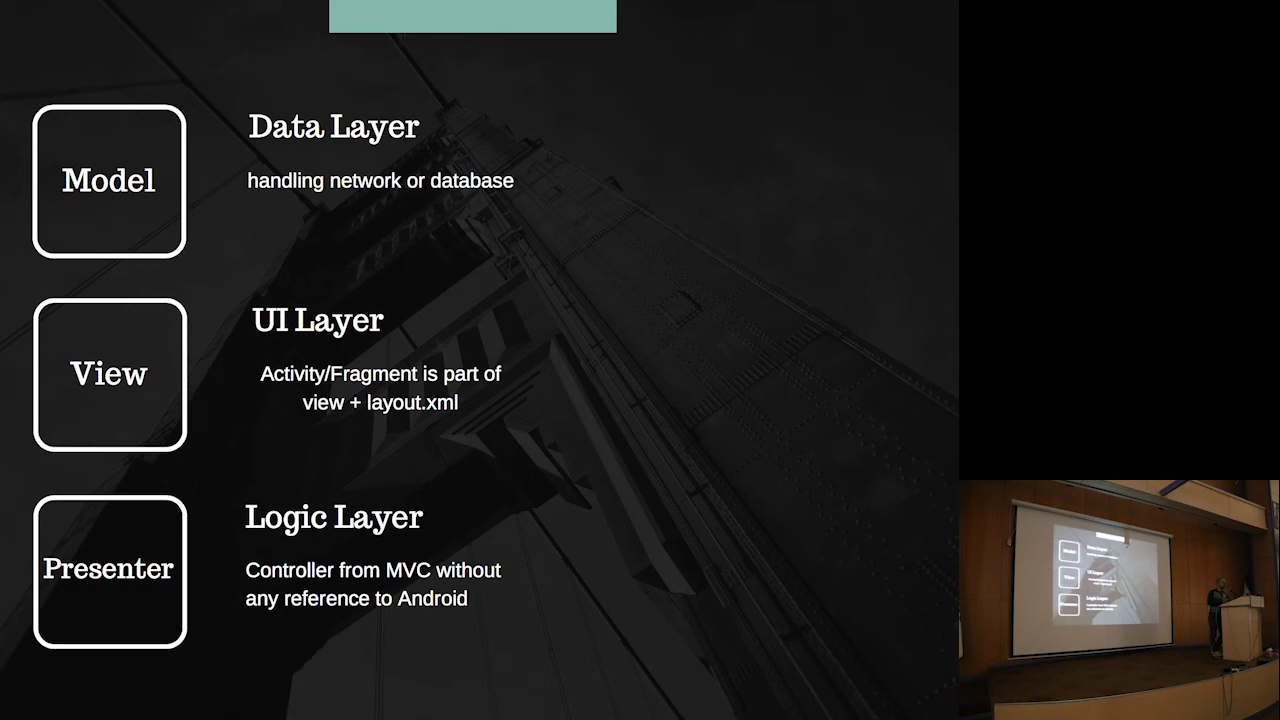 Model
Data Layer
handling network or database
View
UI Layer
Activity/Fragment is part of
view + layout.xml
Presenter
Logic Layer
Controller from MVC without
any reference to Android